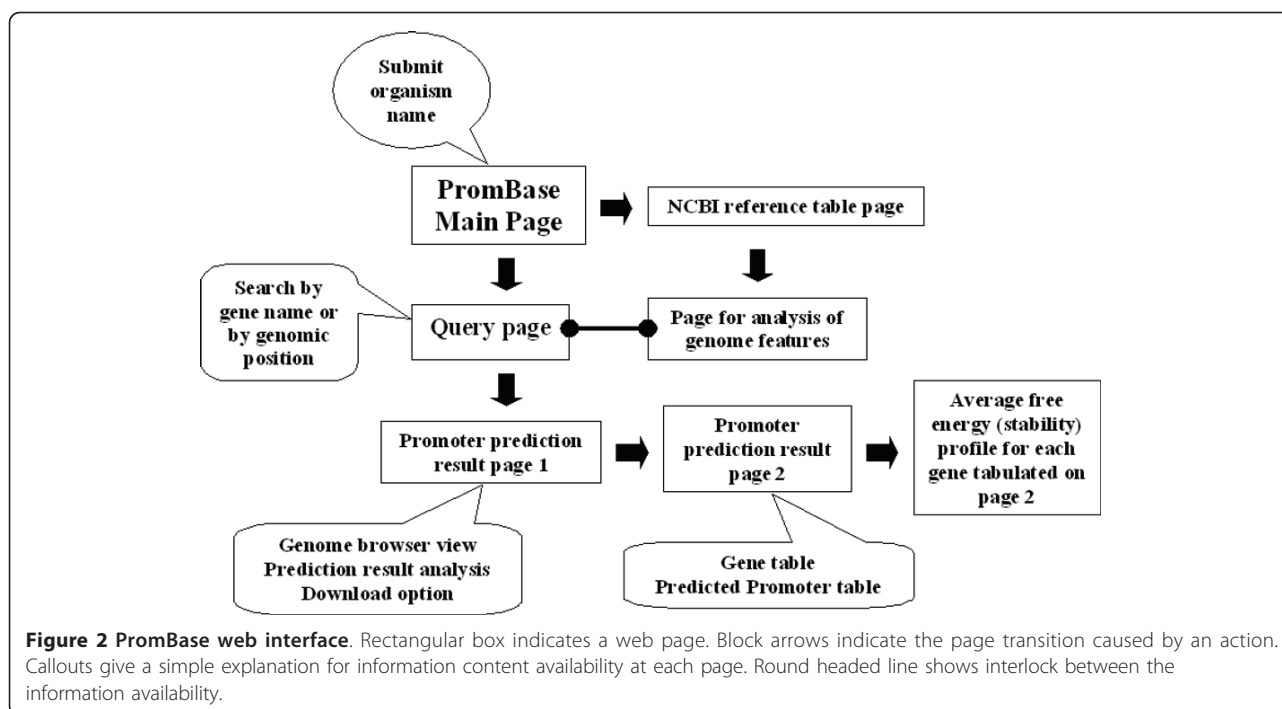 Submit
organism
name
PromBase
Main Page
NCBI reference table page
Search by
gene name or
by genomic
position
Query page
Page for analysis of
genome features
Promoter prediction
result page 1
Promoter
prediction result
page 2
Average free
energy (stability)
profile for each
gene tabulated on
page 2
Genome browser view
Prediction result analysis
Download option
Gene table
Predicted Promoter table
Figure 2 PromBase web interface. Rectangular box indicates a web page. Block arrows indicate the page transition caused by an action.
Callouts give a simple explanation for information content availability at each page. Round headed line shows interlock between the
information availability.